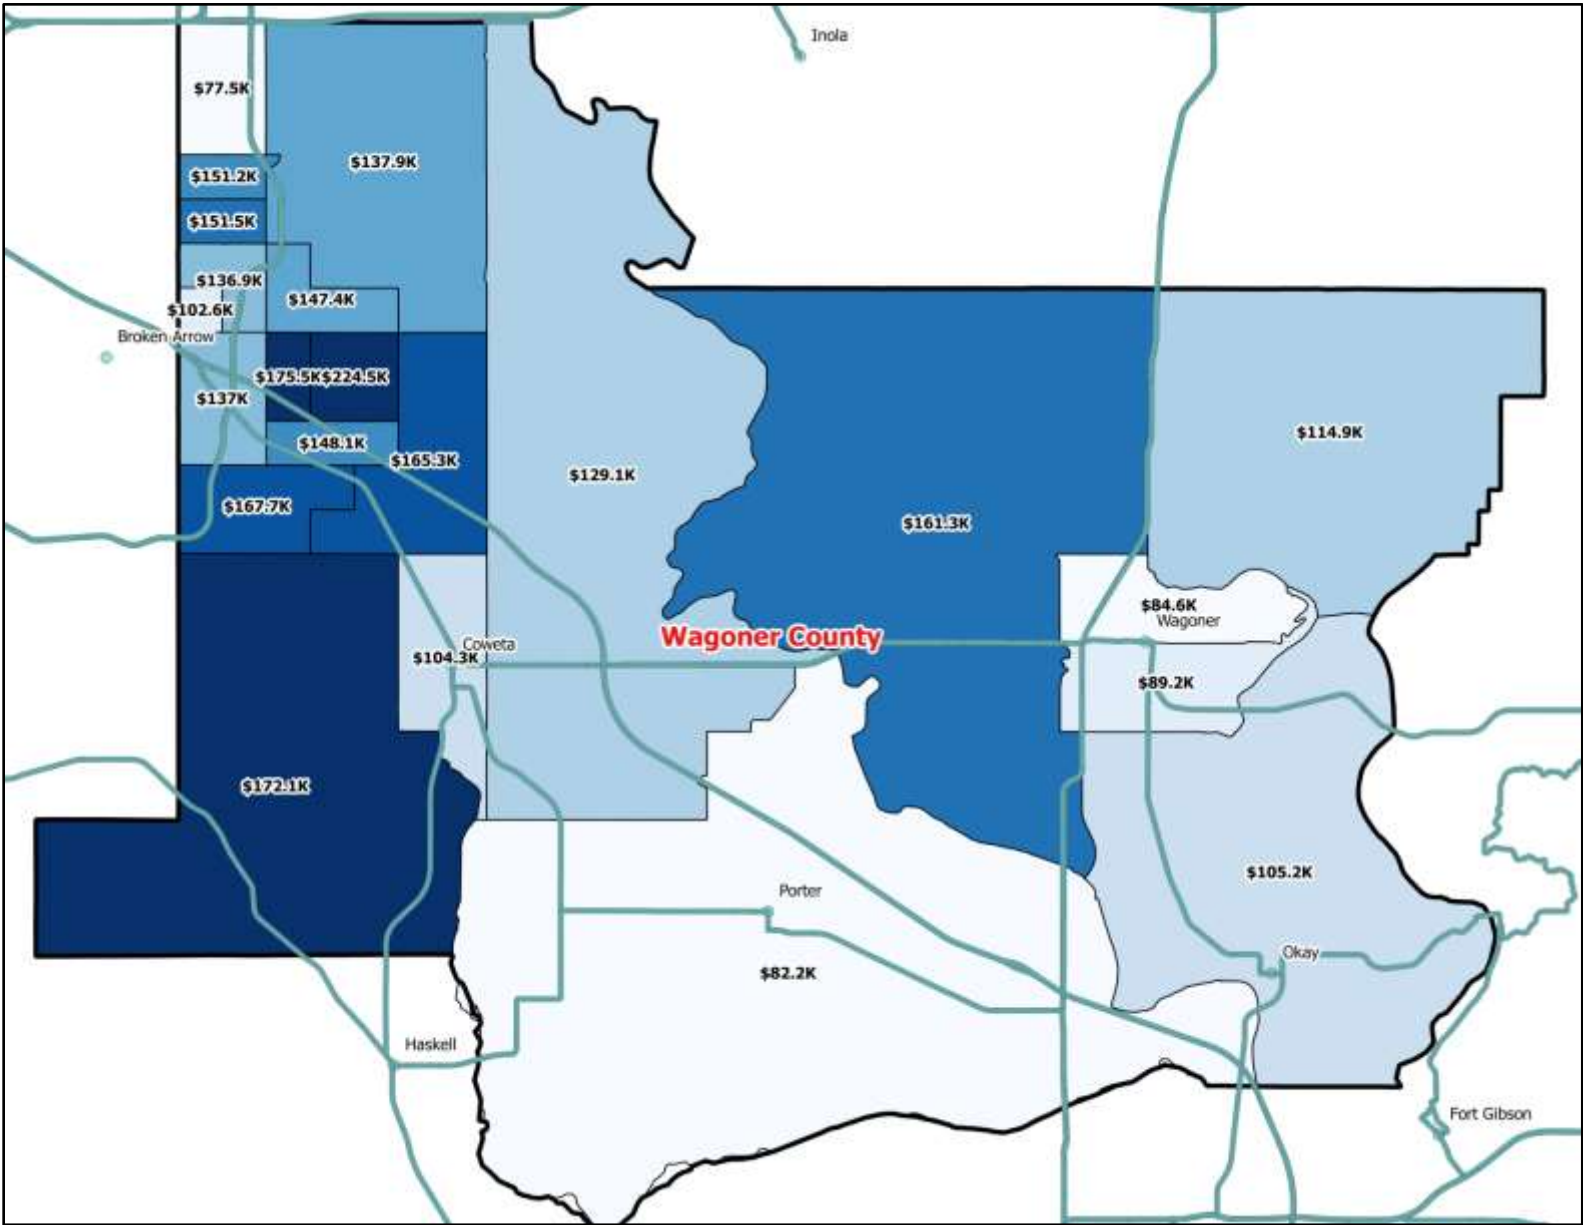 Inola
$77.5K
$137.9K
$151.2K
$151.5K
$136.9K
$147.4K
$102.6K
Broken Arrow
$175.5K
$224.5K
$137K
$148.1K
$165.3K
$129.1K
$114.9K
$167.7K
$161.3K
$84.6K
Wagoner
Wagoner County
Coweta
$104.3K
$89.2K
$172.1K
$105.2K
Porter
Okay
$82.2K
Haskell
Fort Gibson